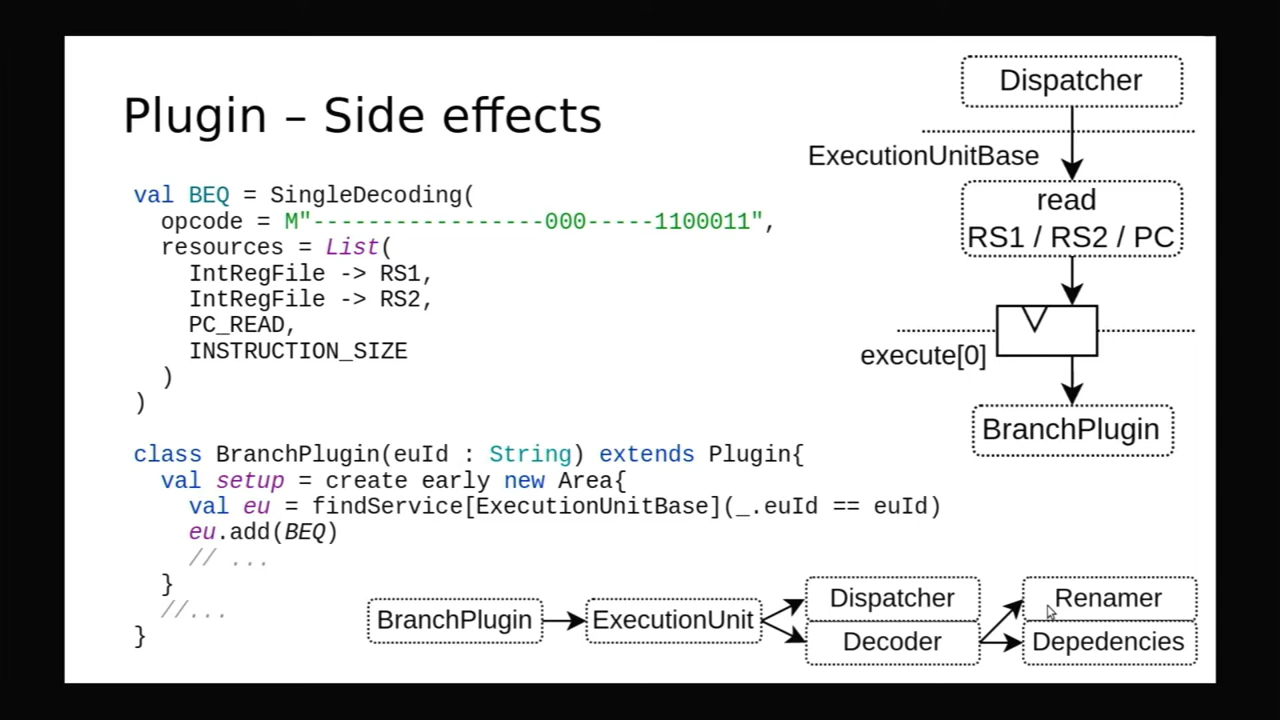 Plugin – Side effects
val BEQ = SingleDecoding(
  opcode = M"-----------------000-----1100011",
  resources = List(
    IntRegFile -> RS1,
    IntRegFile -> RS2,
    PC_READ,
    INSTRUCTION_SIZE
  )
)
class BranchPlugin(euId : String) extends Plugin{
  val setup = create early new Area{
    val eu = findService[ExecutionUnitBase](_.euId == euId)
    eu.add(BEQ)
    // ...
  }
  //...
}
Dispatcher
ExecutionUnitBase
read
RS1 / RS2 / PC
execute[0]
BranchPlugin
BranchPlugin
ExecutionUnit
Dispatcher
Decoder
Renamer
Depedencies